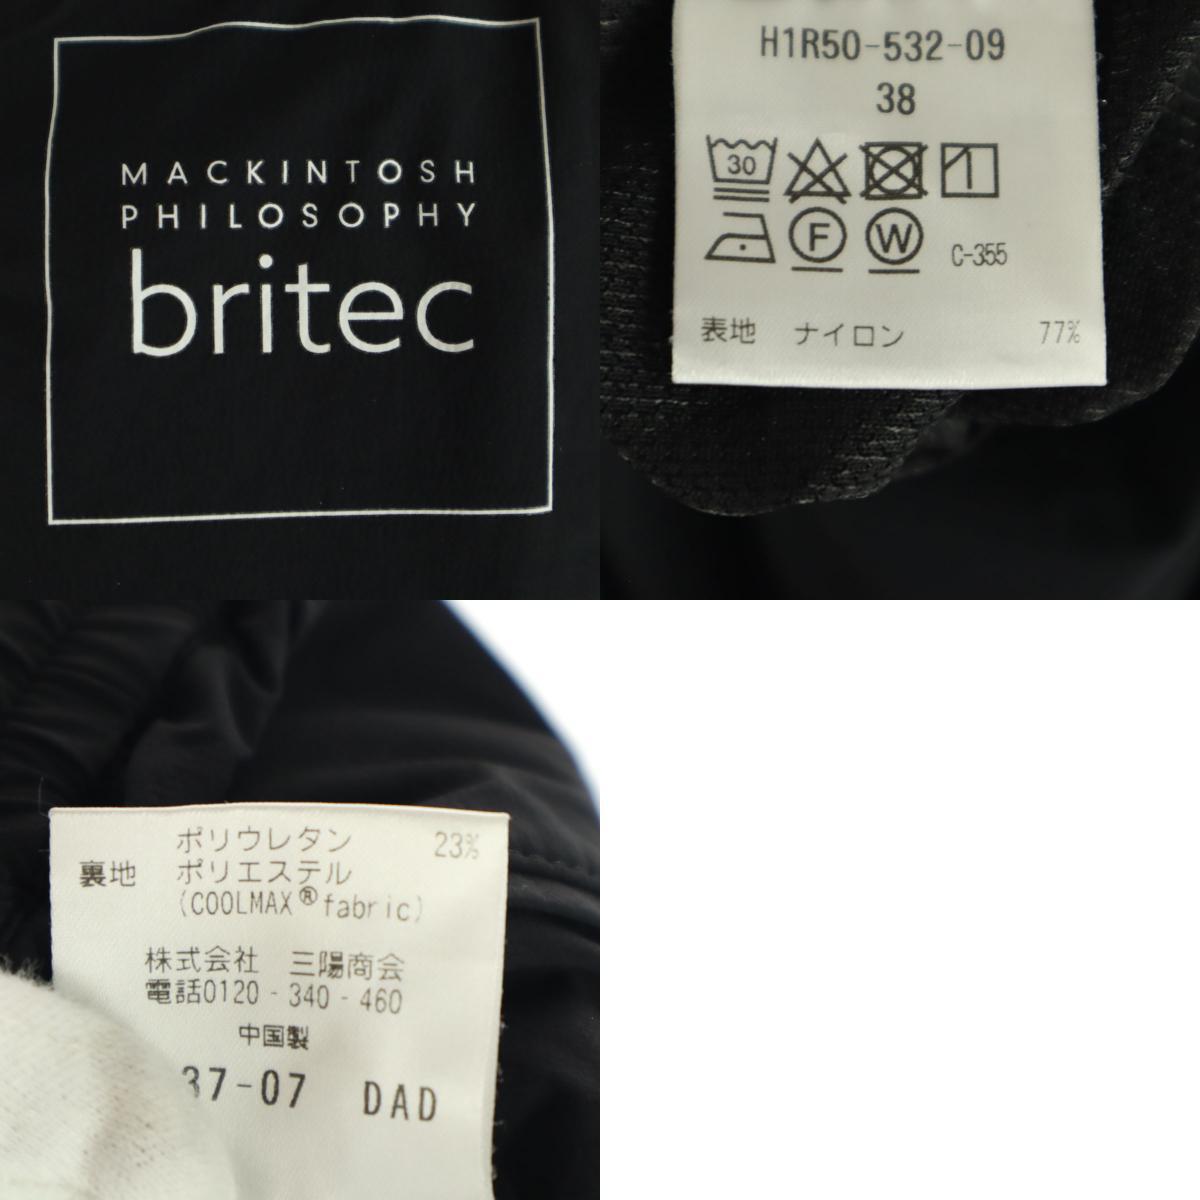 MACKINTOSH
PHILOSOPHY
britec
H1R50-532-09
38
30
F W C-355
表地 ナイロン 77%
ポリウレタン 23%
裏地 ポリエステル
(COOLMAX®fabric)
株式会社 三陽商会
電話0120-340-460
中国製
37-07 DAD